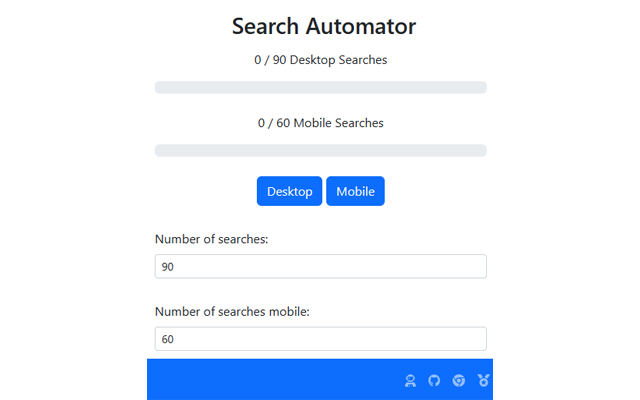 Search Automator
0 / 90 Desktop Searches
0 / 60 Mobile Searches
Desktop Mobile
Number of searches:
90
Number of searches mobile:
60